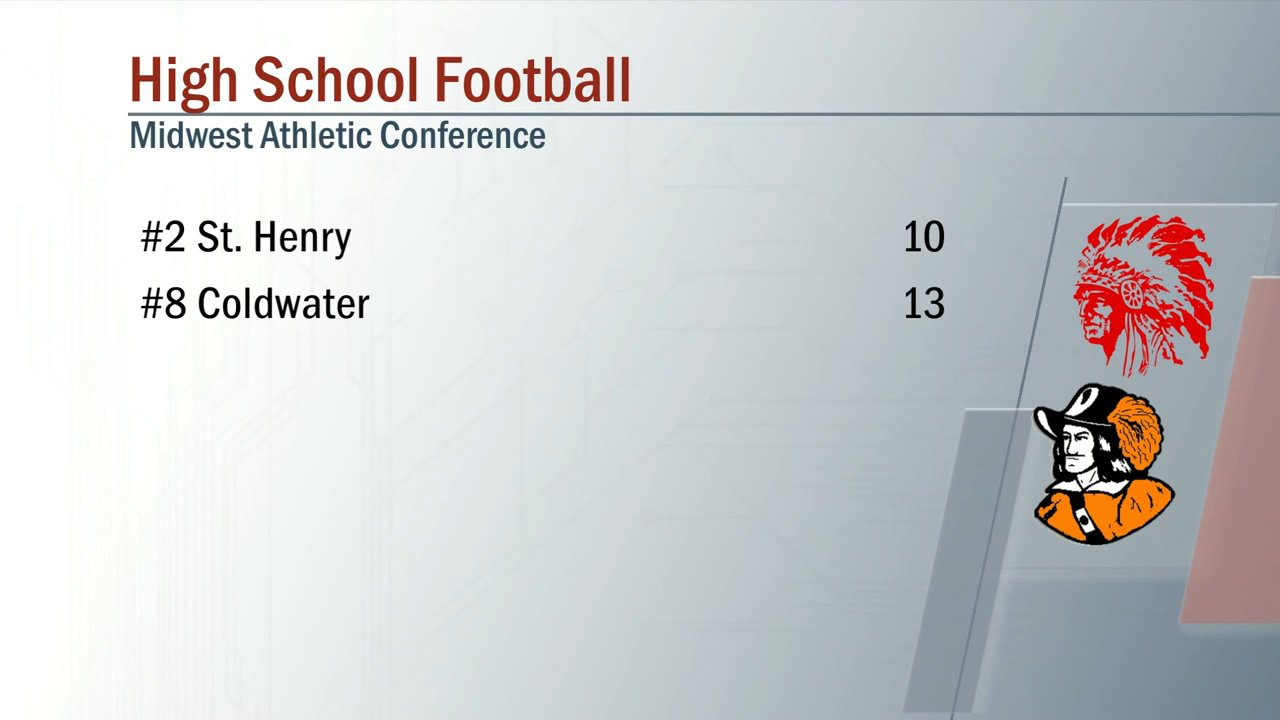 High School Football
Midwest Athletic Conference
#2 St. Henry 10
#8 Coldwater 13